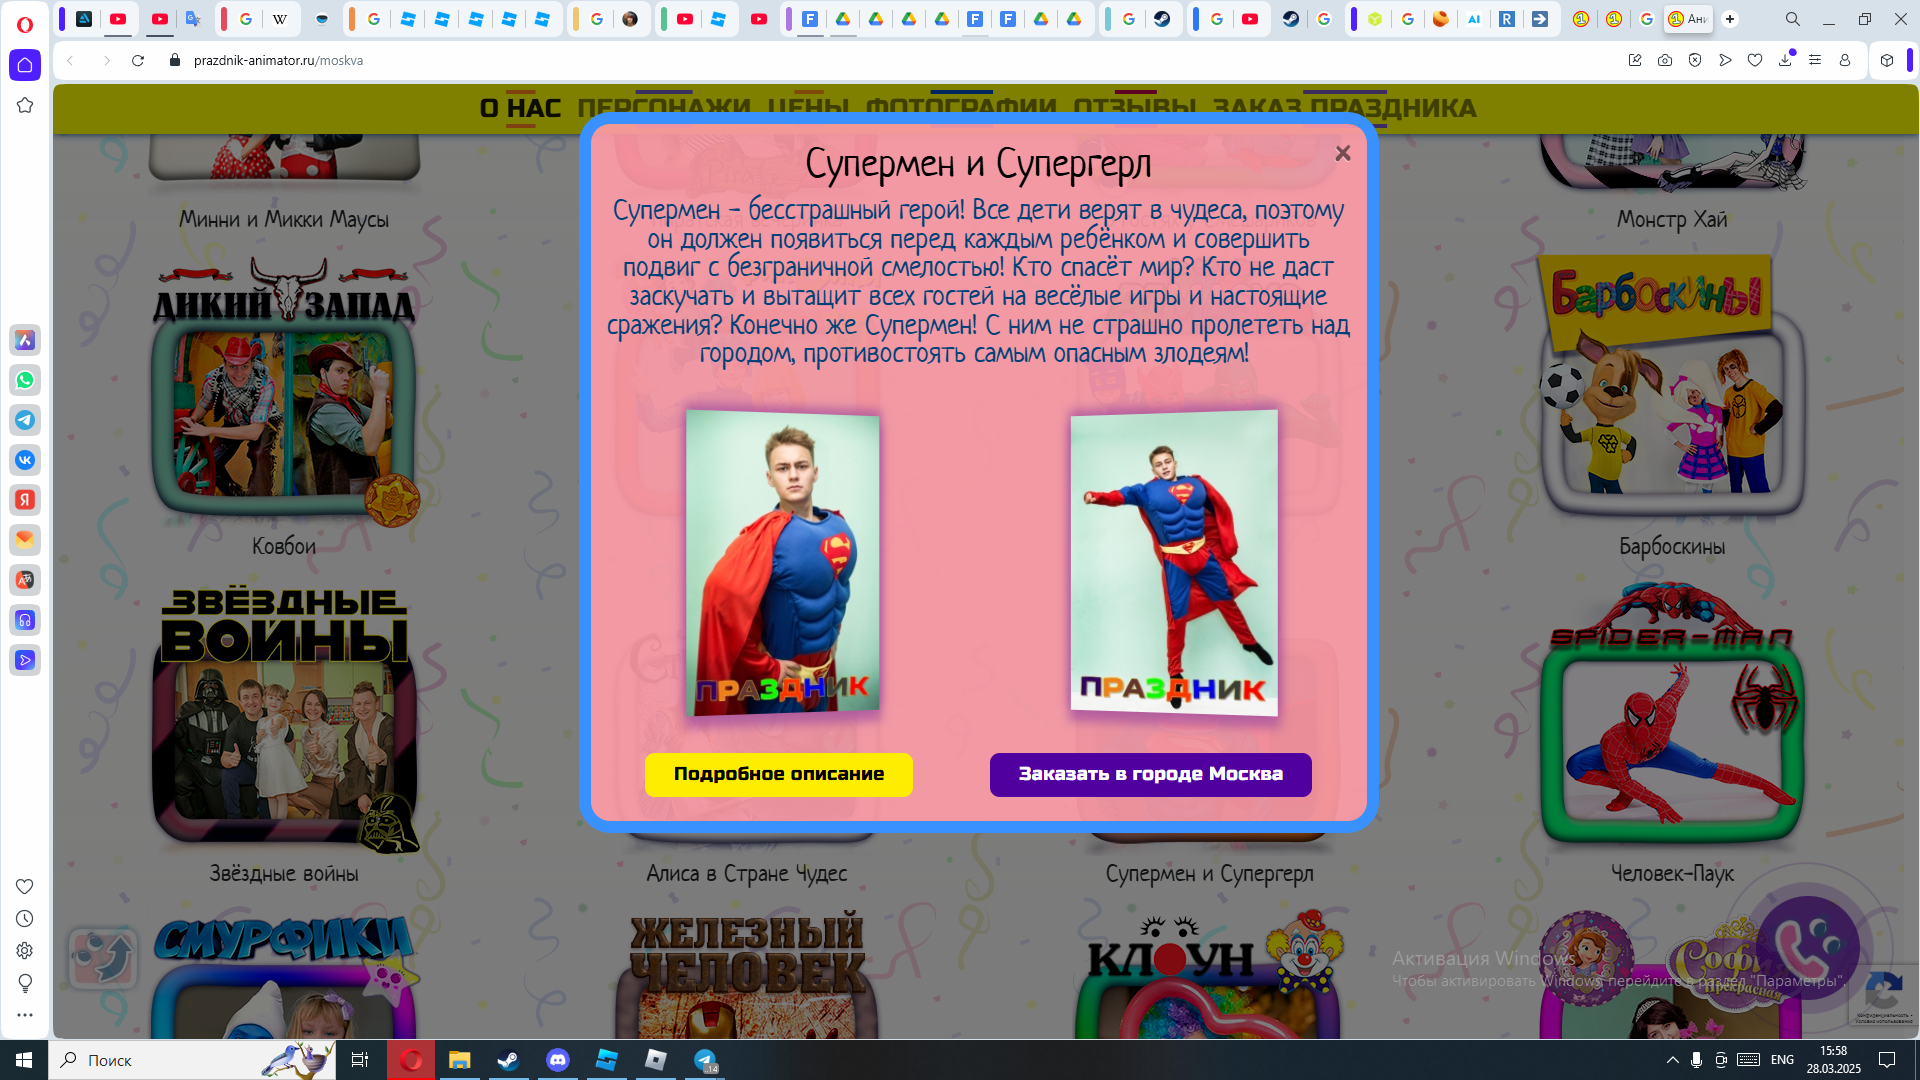 Ани
prazdnik-animator.ru/moskva
О НАС ПЕРСОНАЖИ ЦЕНЫ ФОТОГРАФИИ ОТЗЫВЫ ЗАКАЗ ПРАЗДНИКА
Супермен и Супергерл
Супермен - бесстрашный герой! Все дети верят в чудеса, поэтому
он должен появиться перед каждым ребёнком и совершить
подвиг с безграничной смелостью! Кто спасёт мир? Кто не даст
заскучать и вытащит всех гостей на весёлые игры и настоящие
сражения? Конечно же Супермен! С ним не страшно пролететь над
городом, противостоять самым опасным злодеям!
ПРАЗДНИК
ПРАЗДНИК
Подробное описание
Заказать в городе Москва
Минни и Микки Маусы
Монстр Хай
ДИКИЙ ЗАПАД
Барбоскины
Ковбои
Барбоскины
ЗВЁЗДНЫЕ
ВОЙНЫ
SPIDER-MAN
Звёздные войны
Алиса в Стране Чудес
Супермен и Супергерл
Человек-Паук
СМУРФИКИ
ЖЕЛЕЗНЫЙ
ЧЕЛОВЕК
КЛОУН
София
Прекрасная
Активация Windows
Чтобы активировать Windows, перейдите в раздел "Параметры".
Поиск
14
ENG
15:58
28.03.2025